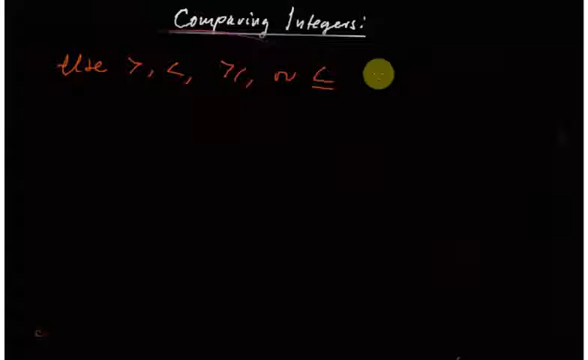 Comparing Integers:
Use >, <, ⩾, or ≤